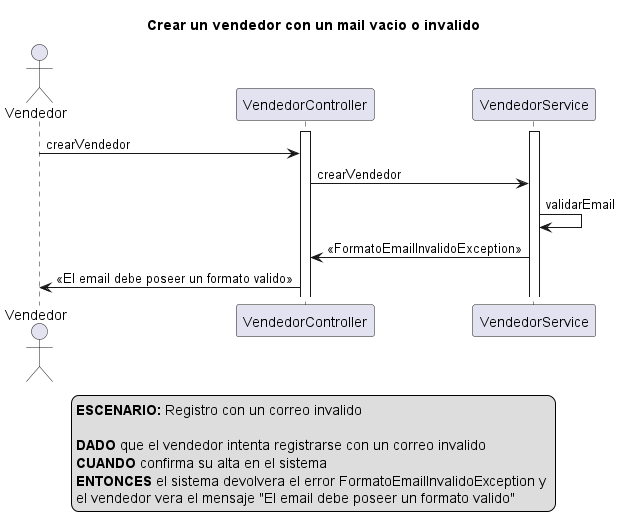 Crear un vendedor con un mail vacio o invalido
Vendedor
VendedorController
VendedorService
crearVendedor
crearVendedor
validarEmail
«FormatoEmailInvalidoException»
«El email debe poseer un formato valido»
Vendedor
VendedorController
VendedorService
ESCENARIO: Registro con un correo invalido
DADO que el vendedor intenta registrarse con un correo invalido
CUANDO confirma su alta en el sistema
ENTONCES el sistema devolvera el error FormatoEmailInvalidoException y
el vendedor vera el mensaje "El email debe poseer un formato valido"